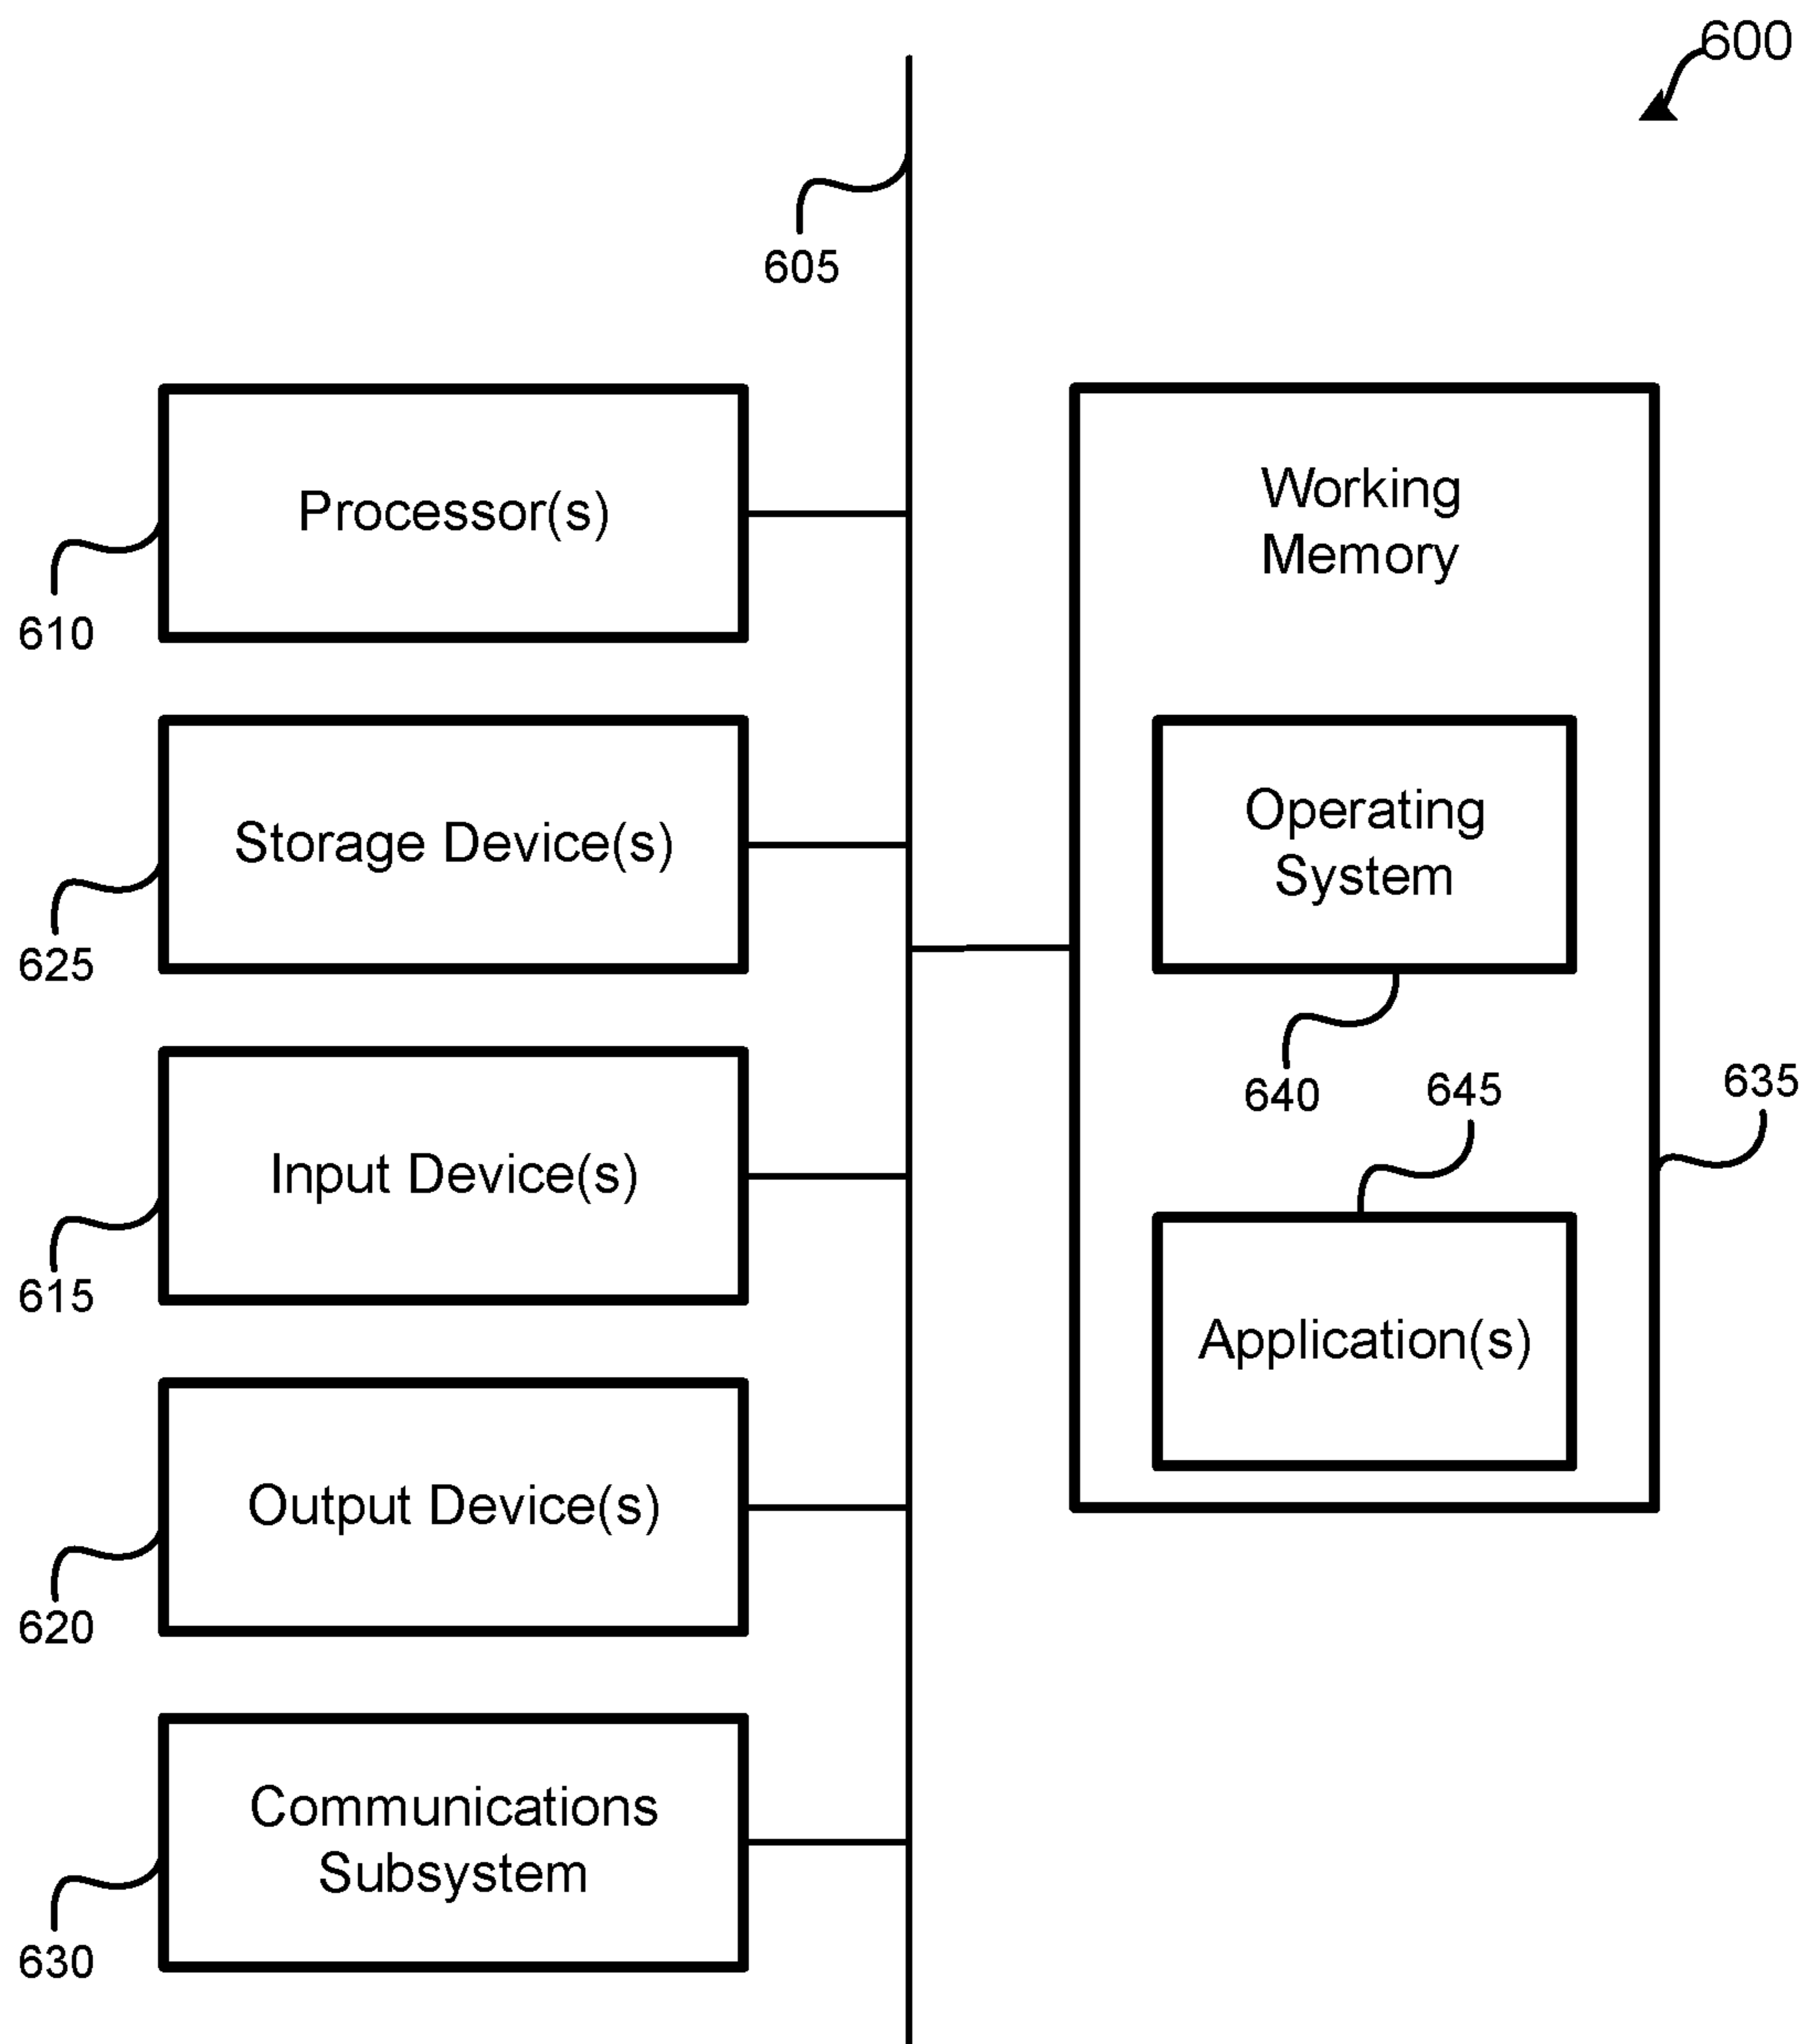 600
605
Processor(s)
610
Working
Memory
Storage Device(s)
625
Operating
System
640
645
635
Input Device(s)
615
Application(s)
Output Device(s)
620
Communications
Subsystem
630